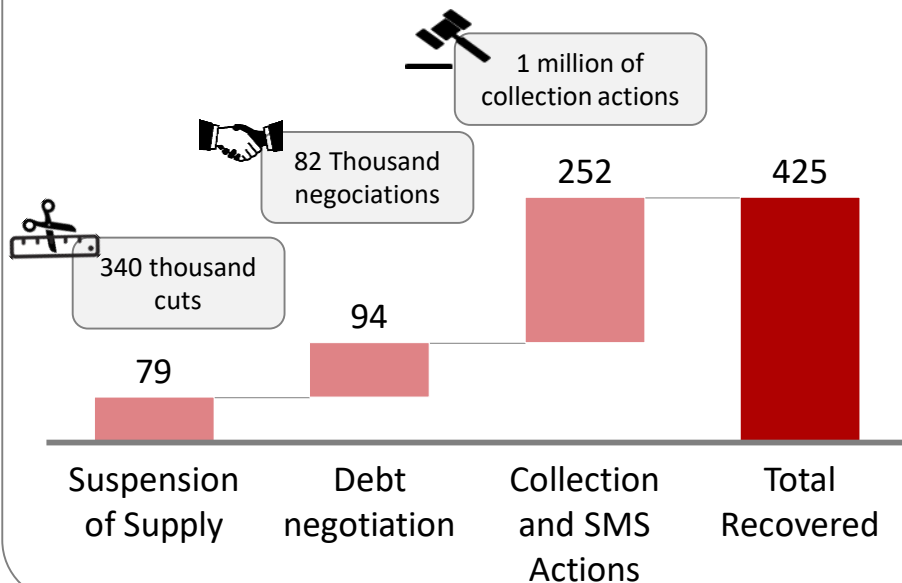 1 million of
collection actions
82 Thousand
negociations
340 thousand
cuts
79
94
252
425
Suspension
of Supply
Debt
negotiation
Collection
and SMS
Actions
Total
Recovered